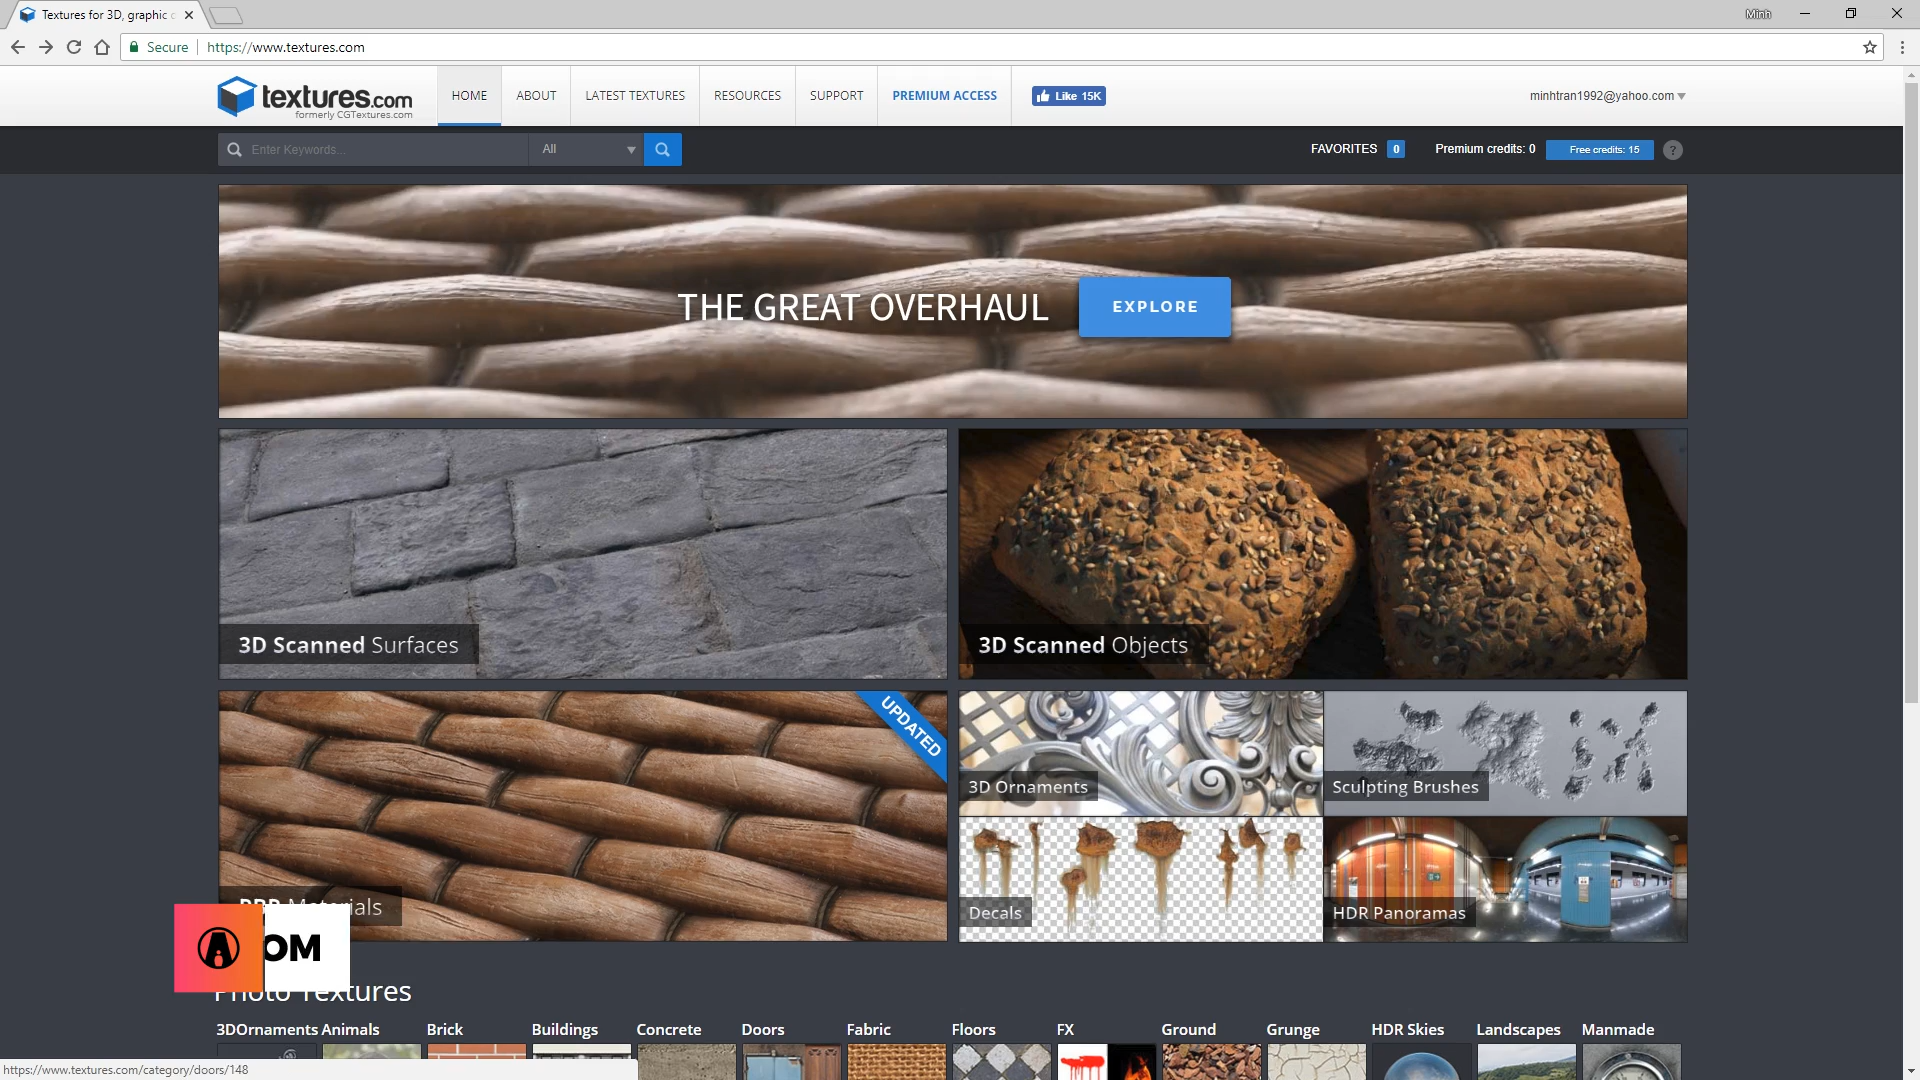 Textures for 3D, graphic
Minh
Secure
https://www.textures.com
textures.com
formerly CGTextures.com
HOME
ABOUT
LATEST TEXTURES
RESOURCES
SUPPORT
PREMIUM ACCESS
Like 15K
minhtran1992@yahoo.com
Enter Keywords...
All
FAVORITES 0
Premium credits: 0
Free credits: 15
?
THE GREAT OVERHAUL
EXPLORE
3D Scanned Surfaces
3D Scanned Objects
UPDATED
3D Ornaments
Sculpting Brushes
PBR Materials
Decals
HDR Panoramas
OM
Photo Textures
3DOrnaments
Animals
Brick
Buildings
Concrete
Doors
Fabric
Floors
FX
Ground
Grunge
HDR Skies
Landscapes
Manmade
https://www.textures.com/category/doors/148